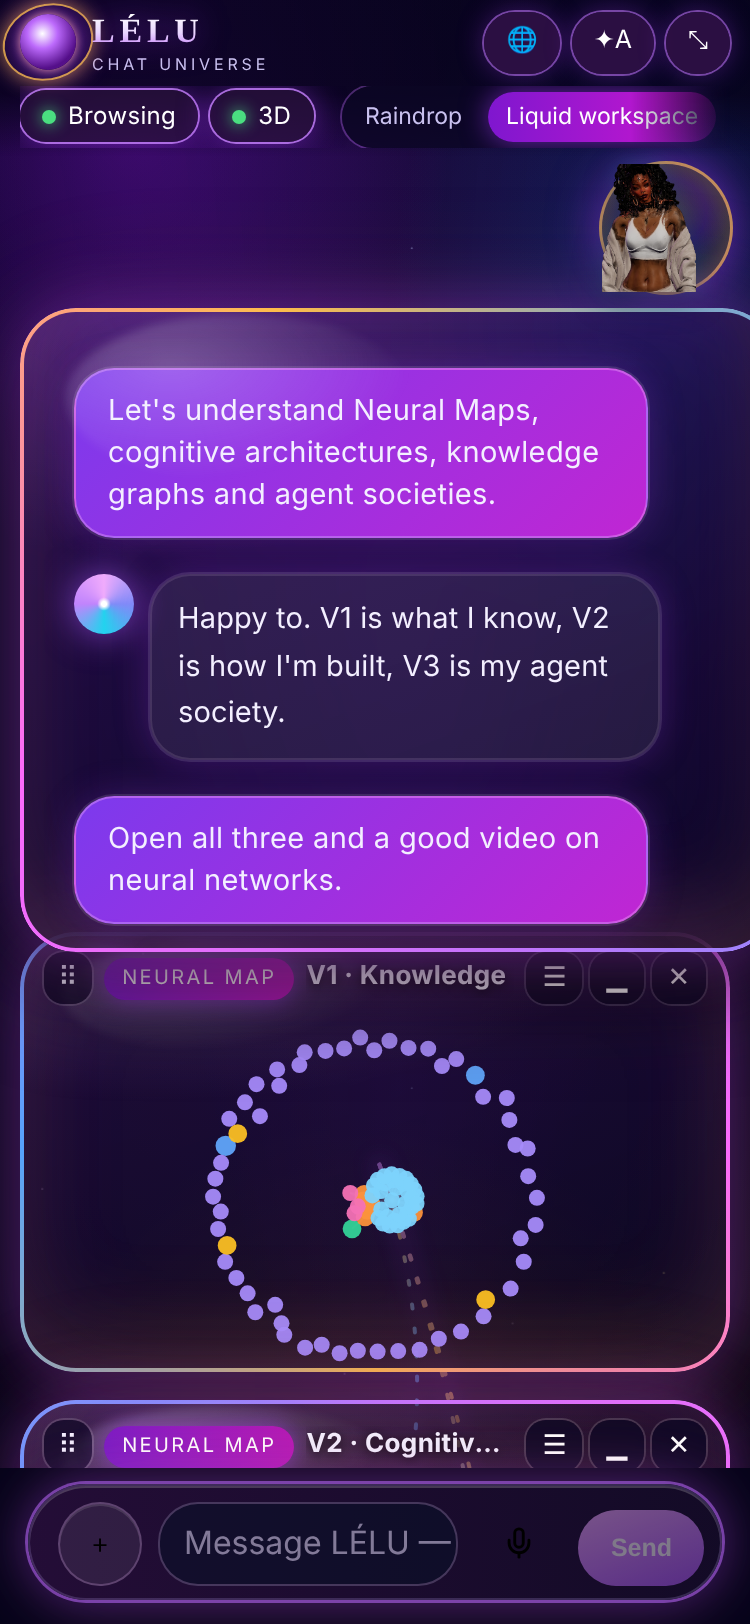 LÉLU
CHAT UNIVERSE
✦A
Browsing
3D
Raindrop
Liquid workspace
Let's understand Neural Maps,
cognitive architectures, knowledge
graphs and agent societies.
Happy to. V1 is what I know, V2
is how I'm built, V3 is my agent
society.
Open all three and a good video on
neural networks.
NEURAL MAP
V1 · Knowledge
NEURAL MAP
V2 · Cognitiv...
+
Message LÉLU —
Send